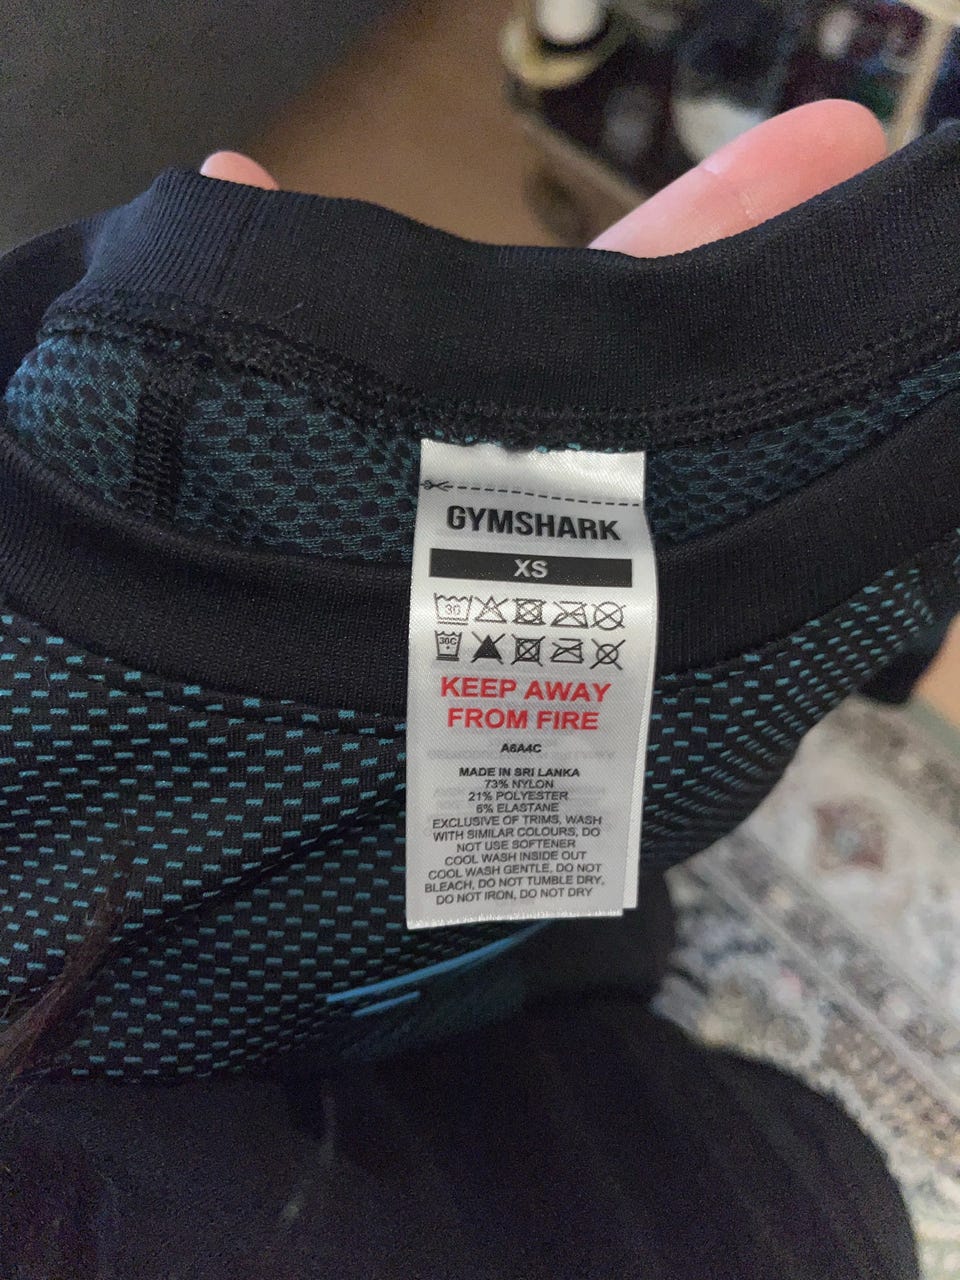 GYMSHARK
XS
30
30C
KEEP AWAY
FROM FIRE
A6A4C
MADE IN SRI LANKA
73% NYLON
21% POLYESTER
6% ELASTANE
EXCLUSIVE OF TRIMS, WASH
WITH SIMILAR COLOURS, DO
NOT USE SOFTENER
COOL WASH INSIDE OUT
COOL WASH GENTLE, DO NOT
BLEACH, DO NOT TUMBLE DRY,
DO NOT IRON, DO NOT DRY